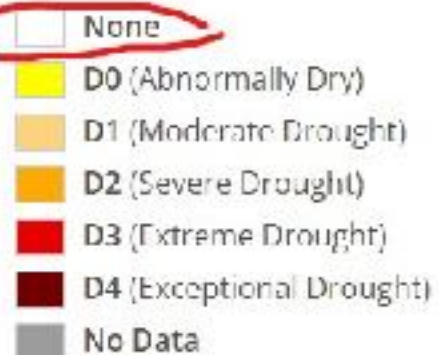 None
D0 (Abnormally Dry)
D1 (Moderate Drought)
D2 (Severe Drought)
D3 (Extreme Drought)
D4 (Exceptional Drought)
No Data